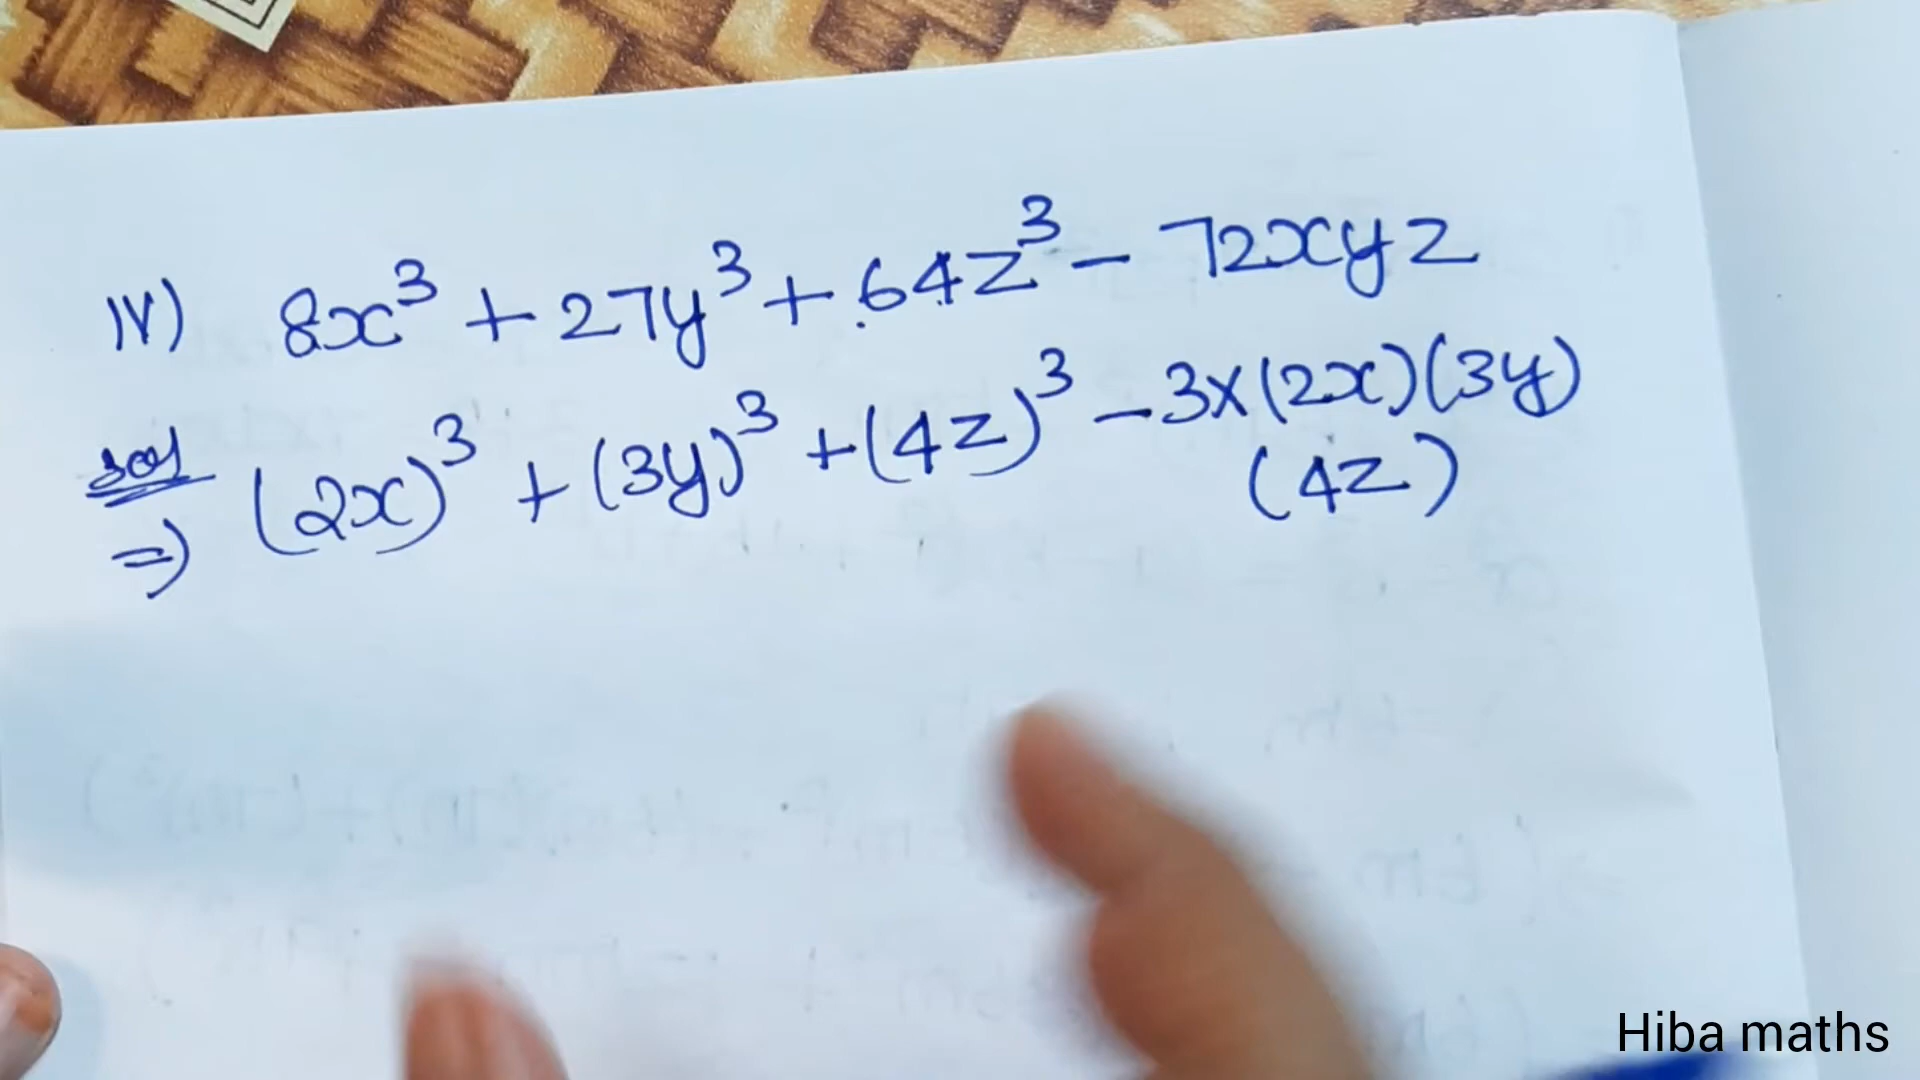 IV) 8x³ + 27y³ + 64z³ - 72xyz
sol (2x)³ + (3y)³ + (4z)³ - 3×(2x)(3y)
⇒ (4z)
Hiba maths